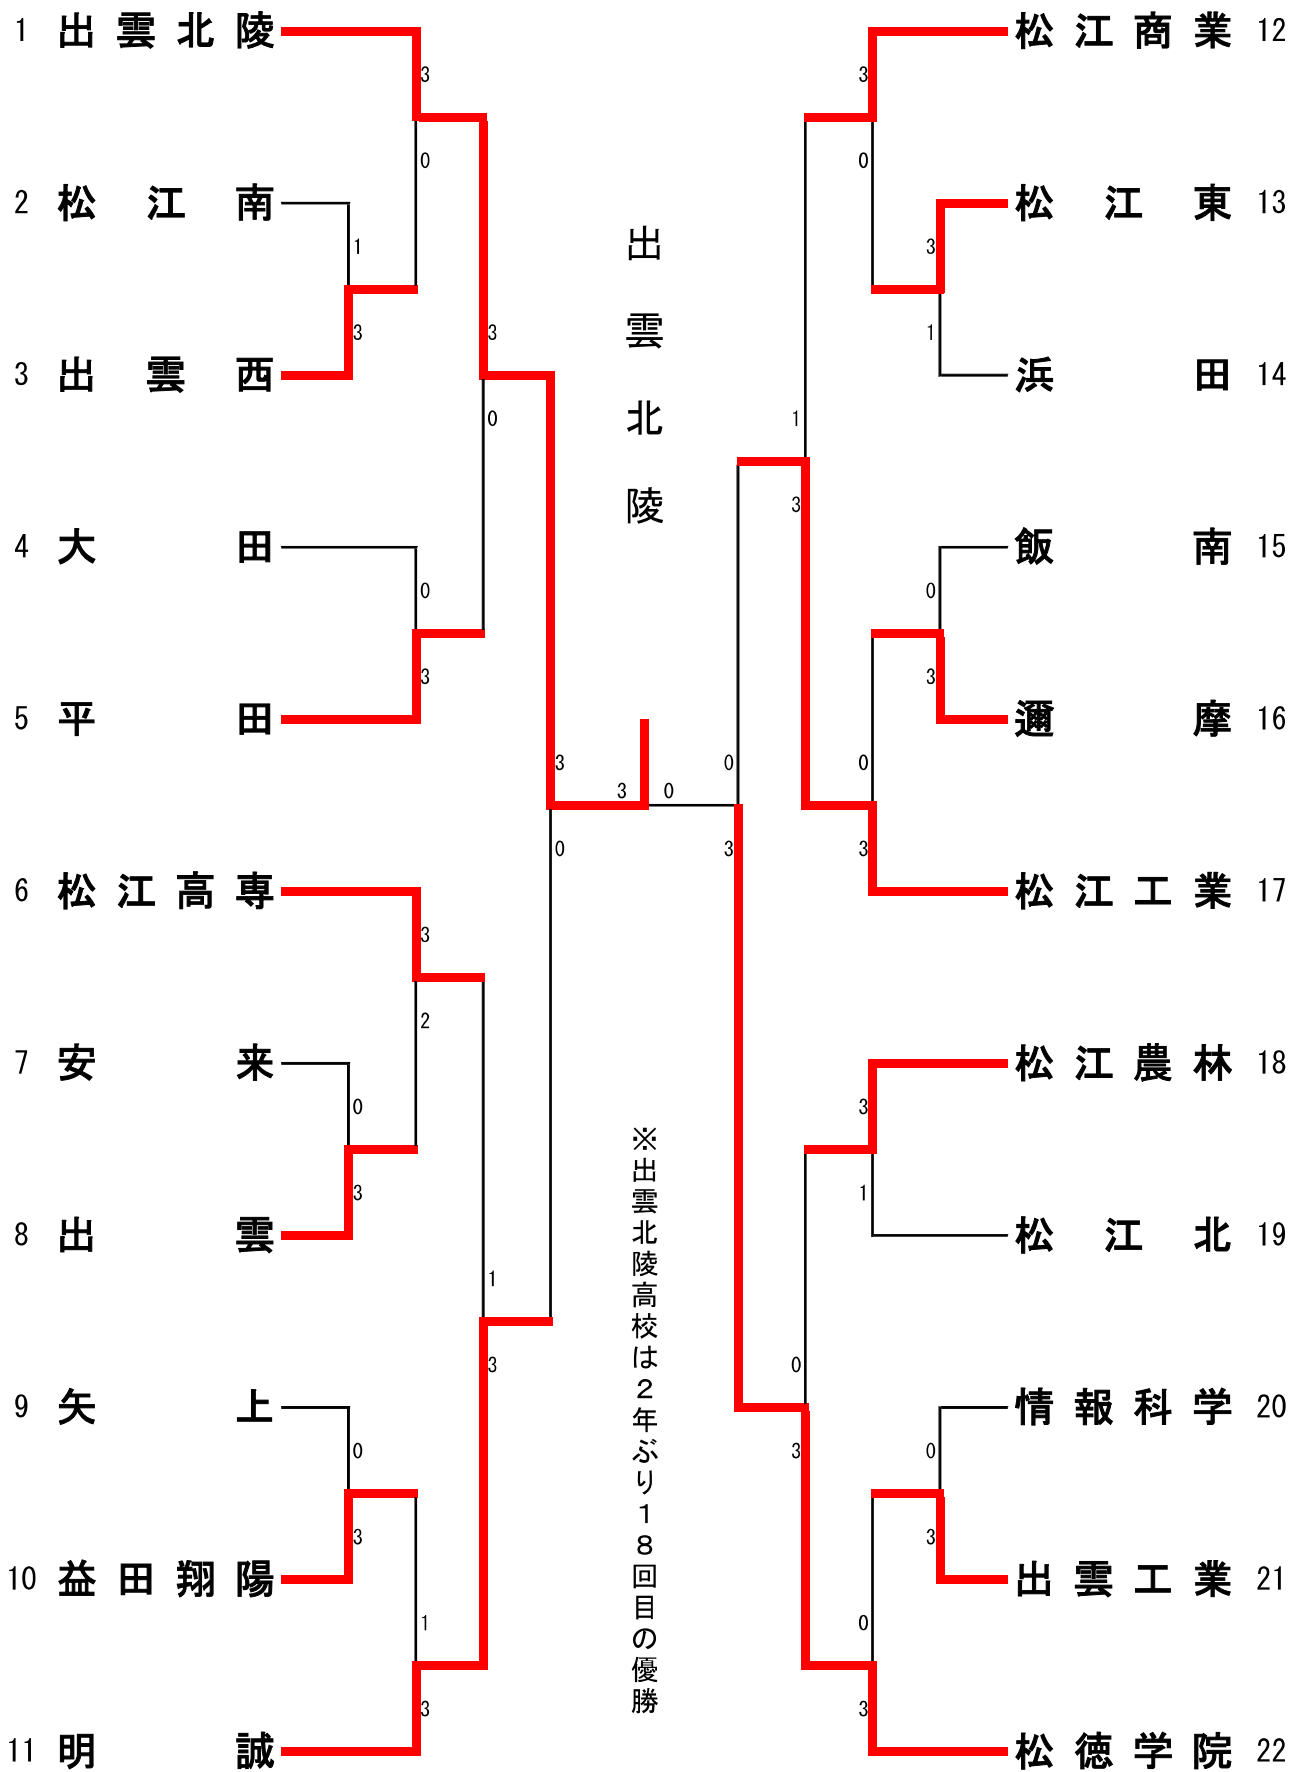 1 出雲北陵
3
0
2 松江南
1
3
3 出雲西
3
0
4 大田
0
3
5 平田
3
0
6 松江高専
3
2
7 安来
0
3
8 出雲
1
3
9 矢上
0
3
10 益田翔陽
1
3
11 明誠
出雲北陵
3 0
※出雲北陵高校は２年ぶり１８回目の優勝
松江商業 12
3
0
松江東 13
3
1
浜田 14
1
3
飯南 15
0
3
邇摩 16
0
3
松江工業 17
0
3
松江農林 18
3
1
松江北 19
0
3
情報科学 20
0
3
出雲工業 21
0
3
松徳学院 22